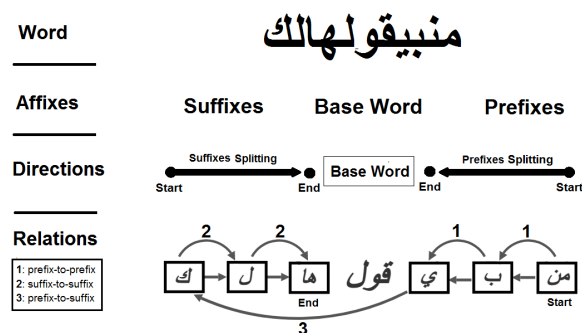 Word
منبيقولهالك
Affixes
Suffixes Base Word Prefixes
Directions
Suffixes Splitting
Start
End
Base Word
Prefixes Splitting
End
Start
Relations
1: prefix-to-prefix
2: suffix-to-suffix
3: prefix-to-suffix
2 2 1 1
ك ل ها قول ي ب من
End
Start
3